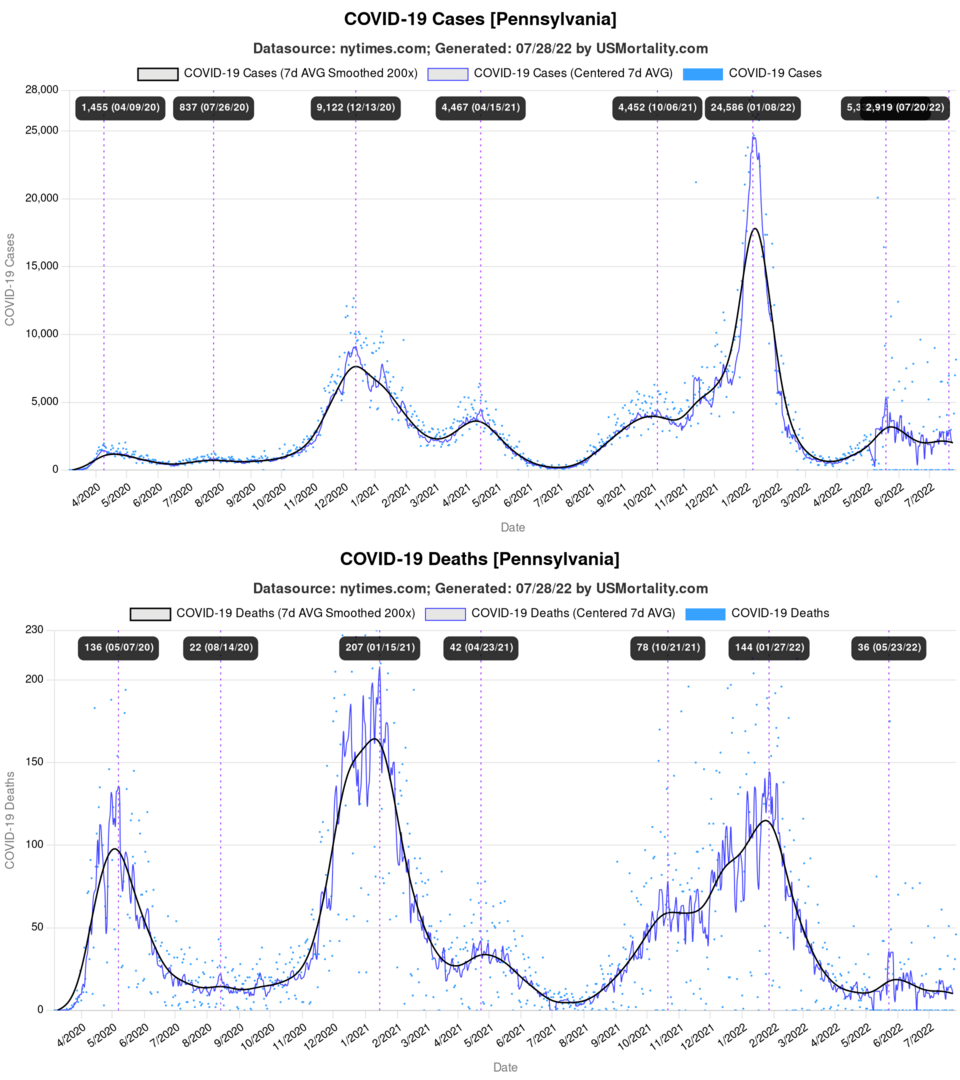 COVID-19 Cases [Pennsylvania]
Datasource: nytimes.com; Generated: 07/28/22 by USMortality.com
COVID-19 Cases (7d AVG Smoothed 200x) COVID-19 Cases (Centered 7d AVG) COVID-19 Cases
28,000
1,455 (04/09/20) 837 (07/26/20) 9,122 (12/13/20) 4,467 (04/15/21) 4,452 (10/06/21) 24,586 (01/08/22) 5,3 2,919 (07/20/22)
25,000
20,000
15,000
10,000
5,000
0
COVID-19 Cases
4/2020 5/2020 6/2020 7/2020 8/2020 9/2020 10/2020 11/2020 12/2020 1/2021 2/2021 3/2021 4/2021 5/2021 6/2021 7/2021 8/2021 9/2021 10/2021 11/2021 12/2021 1/2022 2/2022 3/2022 4/2022 5/2022 6/2022 7/2022
Date
COVID-19 Deaths [Pennsylvania]
Datasource: nytimes.com; Generated: 07/28/22 by USMortality.com
COVID-19 Deaths (7d AVG Smoothed 200x) COVID-19 Deaths (Centered 7d AVG) COVID-19 Deaths
230
136 (05/07/20) 22 (08/14/20) 207 (01/15/21) 42 (04/23/21) 78 (10/21/21) 144 (01/27/22) 36 (05/23/22)
200
150
100
50
0
COVID-19 Deaths
4/2020 5/2020 6/2020 7/2020 8/2020 9/2020 10/2020 11/2020 12/2020 1/2021 2/2021 3/2021 4/2021 5/2021 6/2021 7/2021 8/2021 9/2021 10/2021 11/2021 12/2021 1/2022 2/2022 3/2022 4/2022 5/2022 6/2022 7/2022
Date